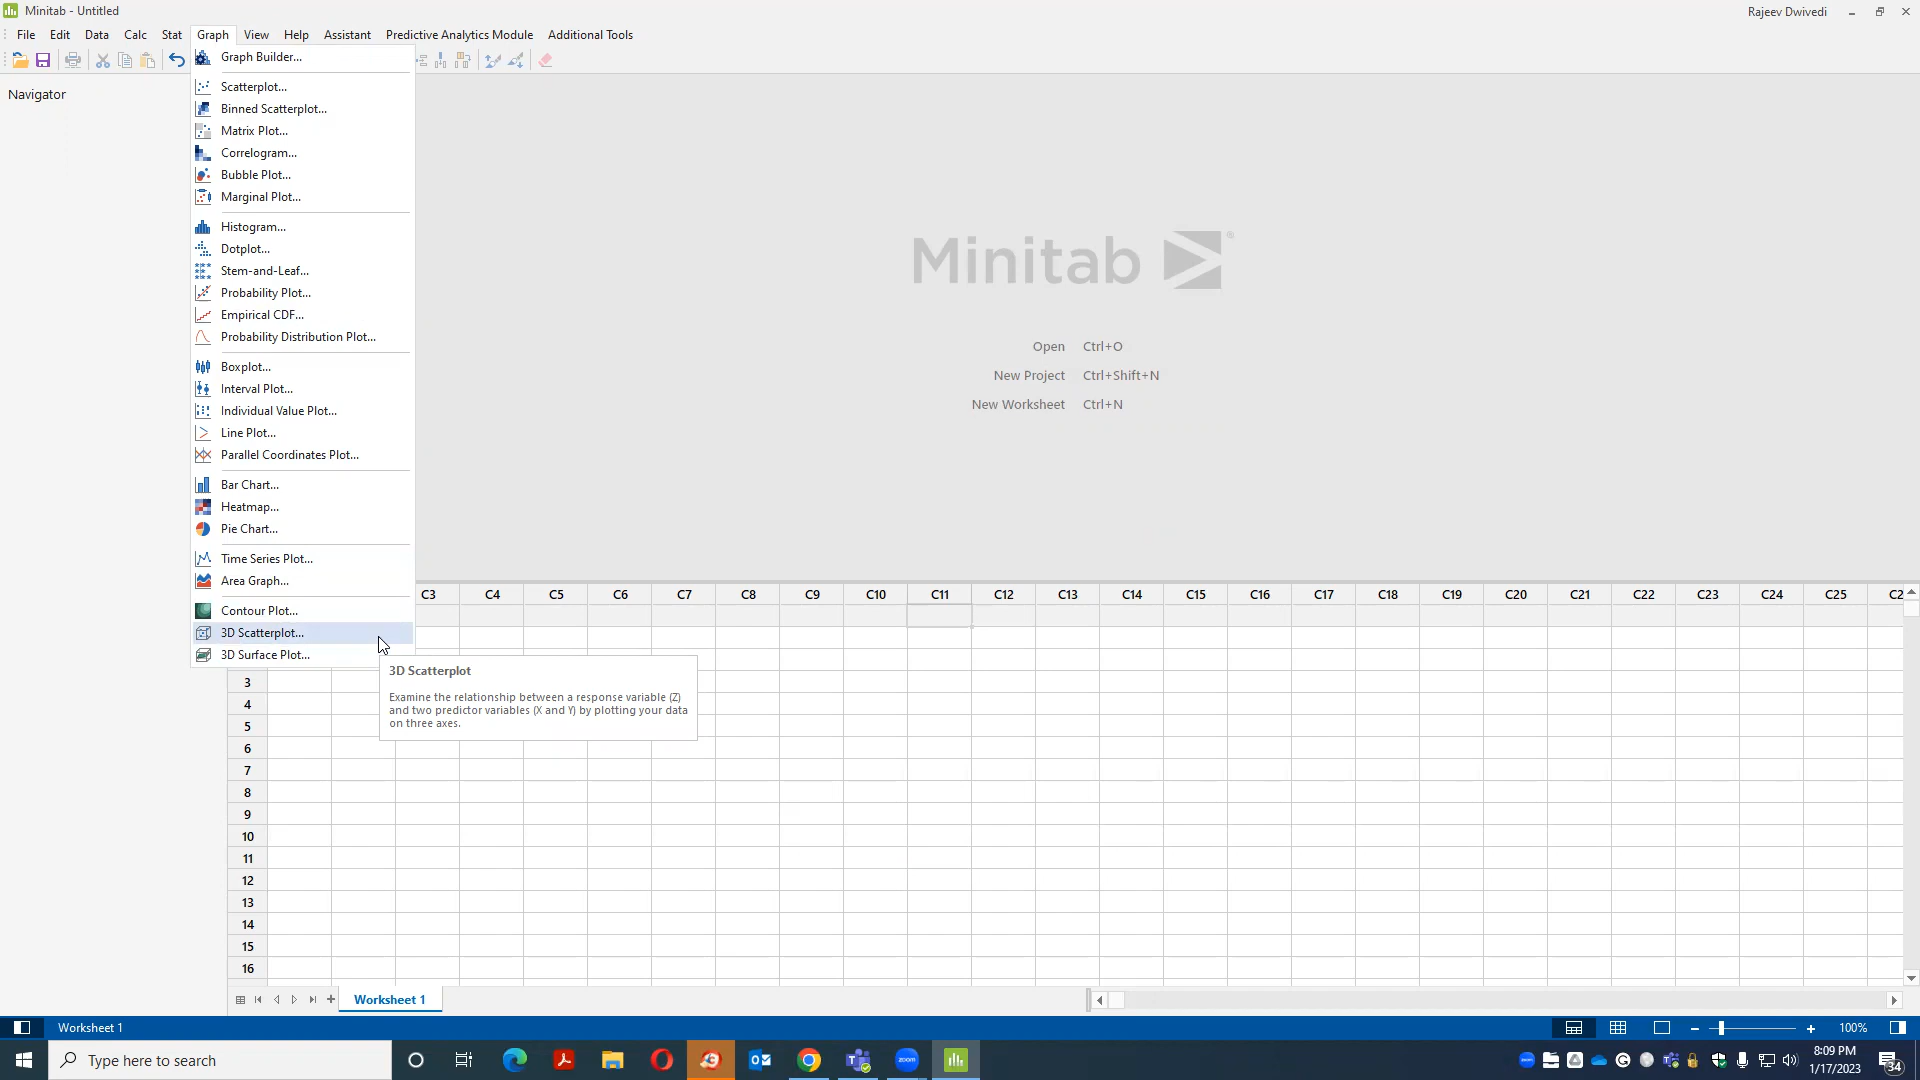 Minitab - Untitled
Rajeev Dwivedi
File Edit Data Calc Stat Graph View Help Assistant Predictive Analytics Module Additional Tools
Navigator
Graph Builder...
Scatterplot...
Binned Scatterplot...
Matrix Plot...
Correlogram...
Bubble Plot...
Marginal Plot...
Histogram...
Dotplot...
Stem-and-Leaf...
Probability Plot...
Empirical CDF...
Probability Distribution Plot...
Boxplot...
Interval Plot...
Individual Value Plot...
Line Plot...
Parallel Coordinates Plot...
Bar Chart...
Heatmap...
Pie Chart...
Time Series Plot...
Area Graph...
Contour Plot...
3D Scatterplot...
3D Surface Plot...
3D Scatterplot
Examine the relationship between a response variable (Z)
and two predictor variables (X and Y) by plotting your data
on three axes.
Minitab ®
Open Ctrl+O
New Project Ctrl+Shift+N
New Worksheet Ctrl+N
C3 C4 C5 C6 C7 C8 C9 C10 C11 C12 C13 C14 C15 C16 C17 C18 C19 C20 C21 C22 C23 C24 C25 C2
3
4
5
6
7
8
9
10
11
12
13
14
15
16
Worksheet 1
Worksheet 1
100%
Type here to search
zoom
8:09 PM
1/17/2023
34